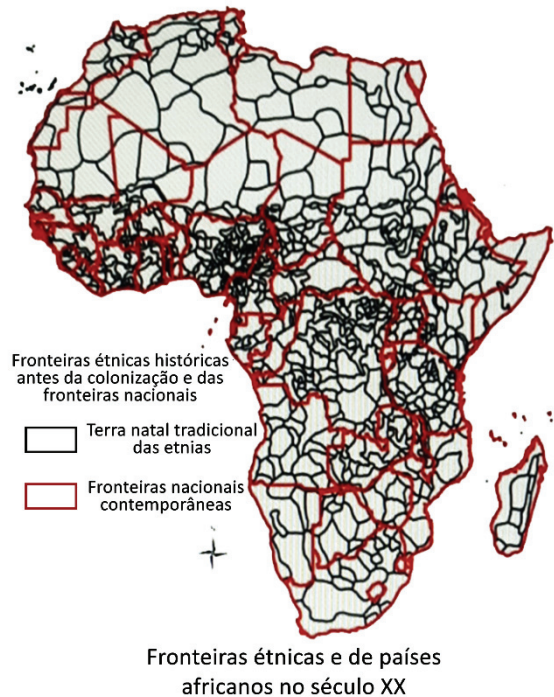 Fronteiras étnicas históricas
antes da colonização e das
fronteiras nacionais
Terra natal tradicional
das etnias
Fronteiras nacionais
contemporâneas
Fronteiras étnicas e de países
africanos no século XX